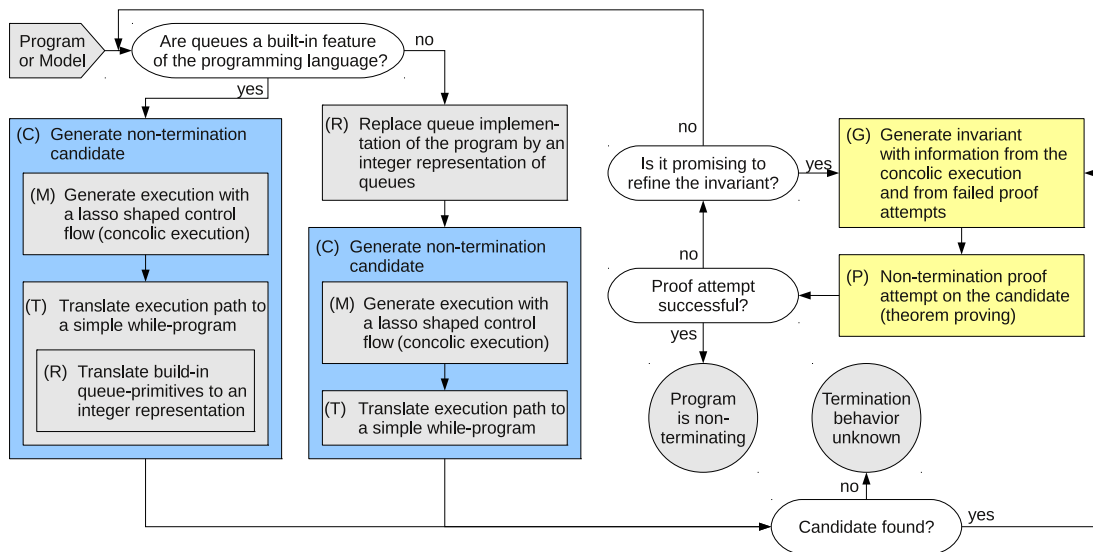 Program
or Model
Are queues a built-in feature
of the programming language?
no
yes
(C) Generate non-termination
candidate
(M) Generate execution with
a lasso shaped control
flow (concolic execution)
(T) Translate execution path to
a simple while-program
(R) Translate build-in
queue-primitives to an
integer representation
(R) Replace queue implemen-
tation of the program by an
integer representation of
queues
(C) Generate non-termination
candidate
(M) Generate execution with
a lasso shaped control
flow (concolic execution)
(T) Translate execution path to
a simple while-program
no
Is it promising to
refine the invariant?
yes
no
Proof attempt
successful?
yes
Program
is non-
terminating
(G) Generate invariant
with information from the
concolic execution
and from failed proof
attempts
(P) Non-termination proof
attempt on the candidate
(theorem proving)
Termination
behavior
unknown
no
Candidate found?
yes